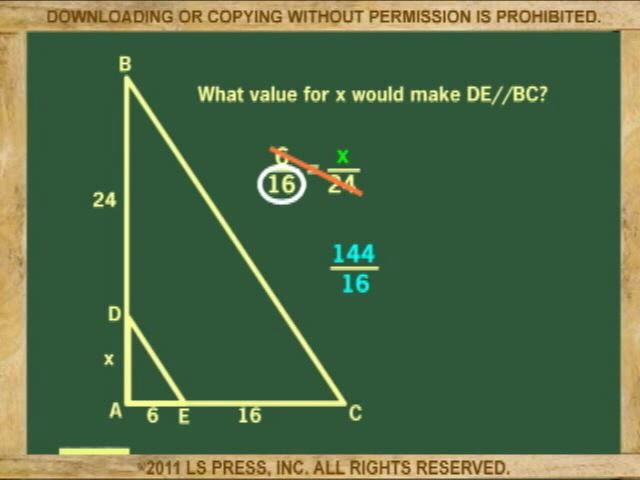 DOWNLOADING OR COPYING WITHOUT PERMISSION IS PROHIBITED.
B
What value for x would make DE//BC?
6/16 = x/24
24
144/16
D
x
A 6 E 16 C
©2011 LS PRESS, INC. ALL RIGHTS RESERVED.